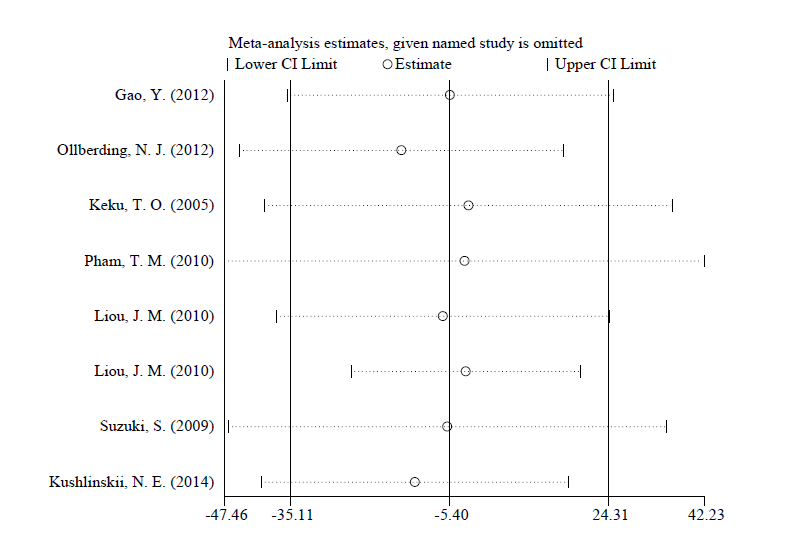 Meta-analysis estimates, given named study is omitted
| Lower CI Limit ○ Estimate | Upper CI Limit
Gao, Y. (2012)
Ollberding, N. J. (2012)
Keku, T. O. (2005)
Pham, T. M. (2010)
Liou, J. M. (2010)
Liou, J. M. (2010)
Suzuki, S. (2009)
Kushlinskii, N. E. (2014)
-47.46 -35.11 -5.40 24.31 42.23